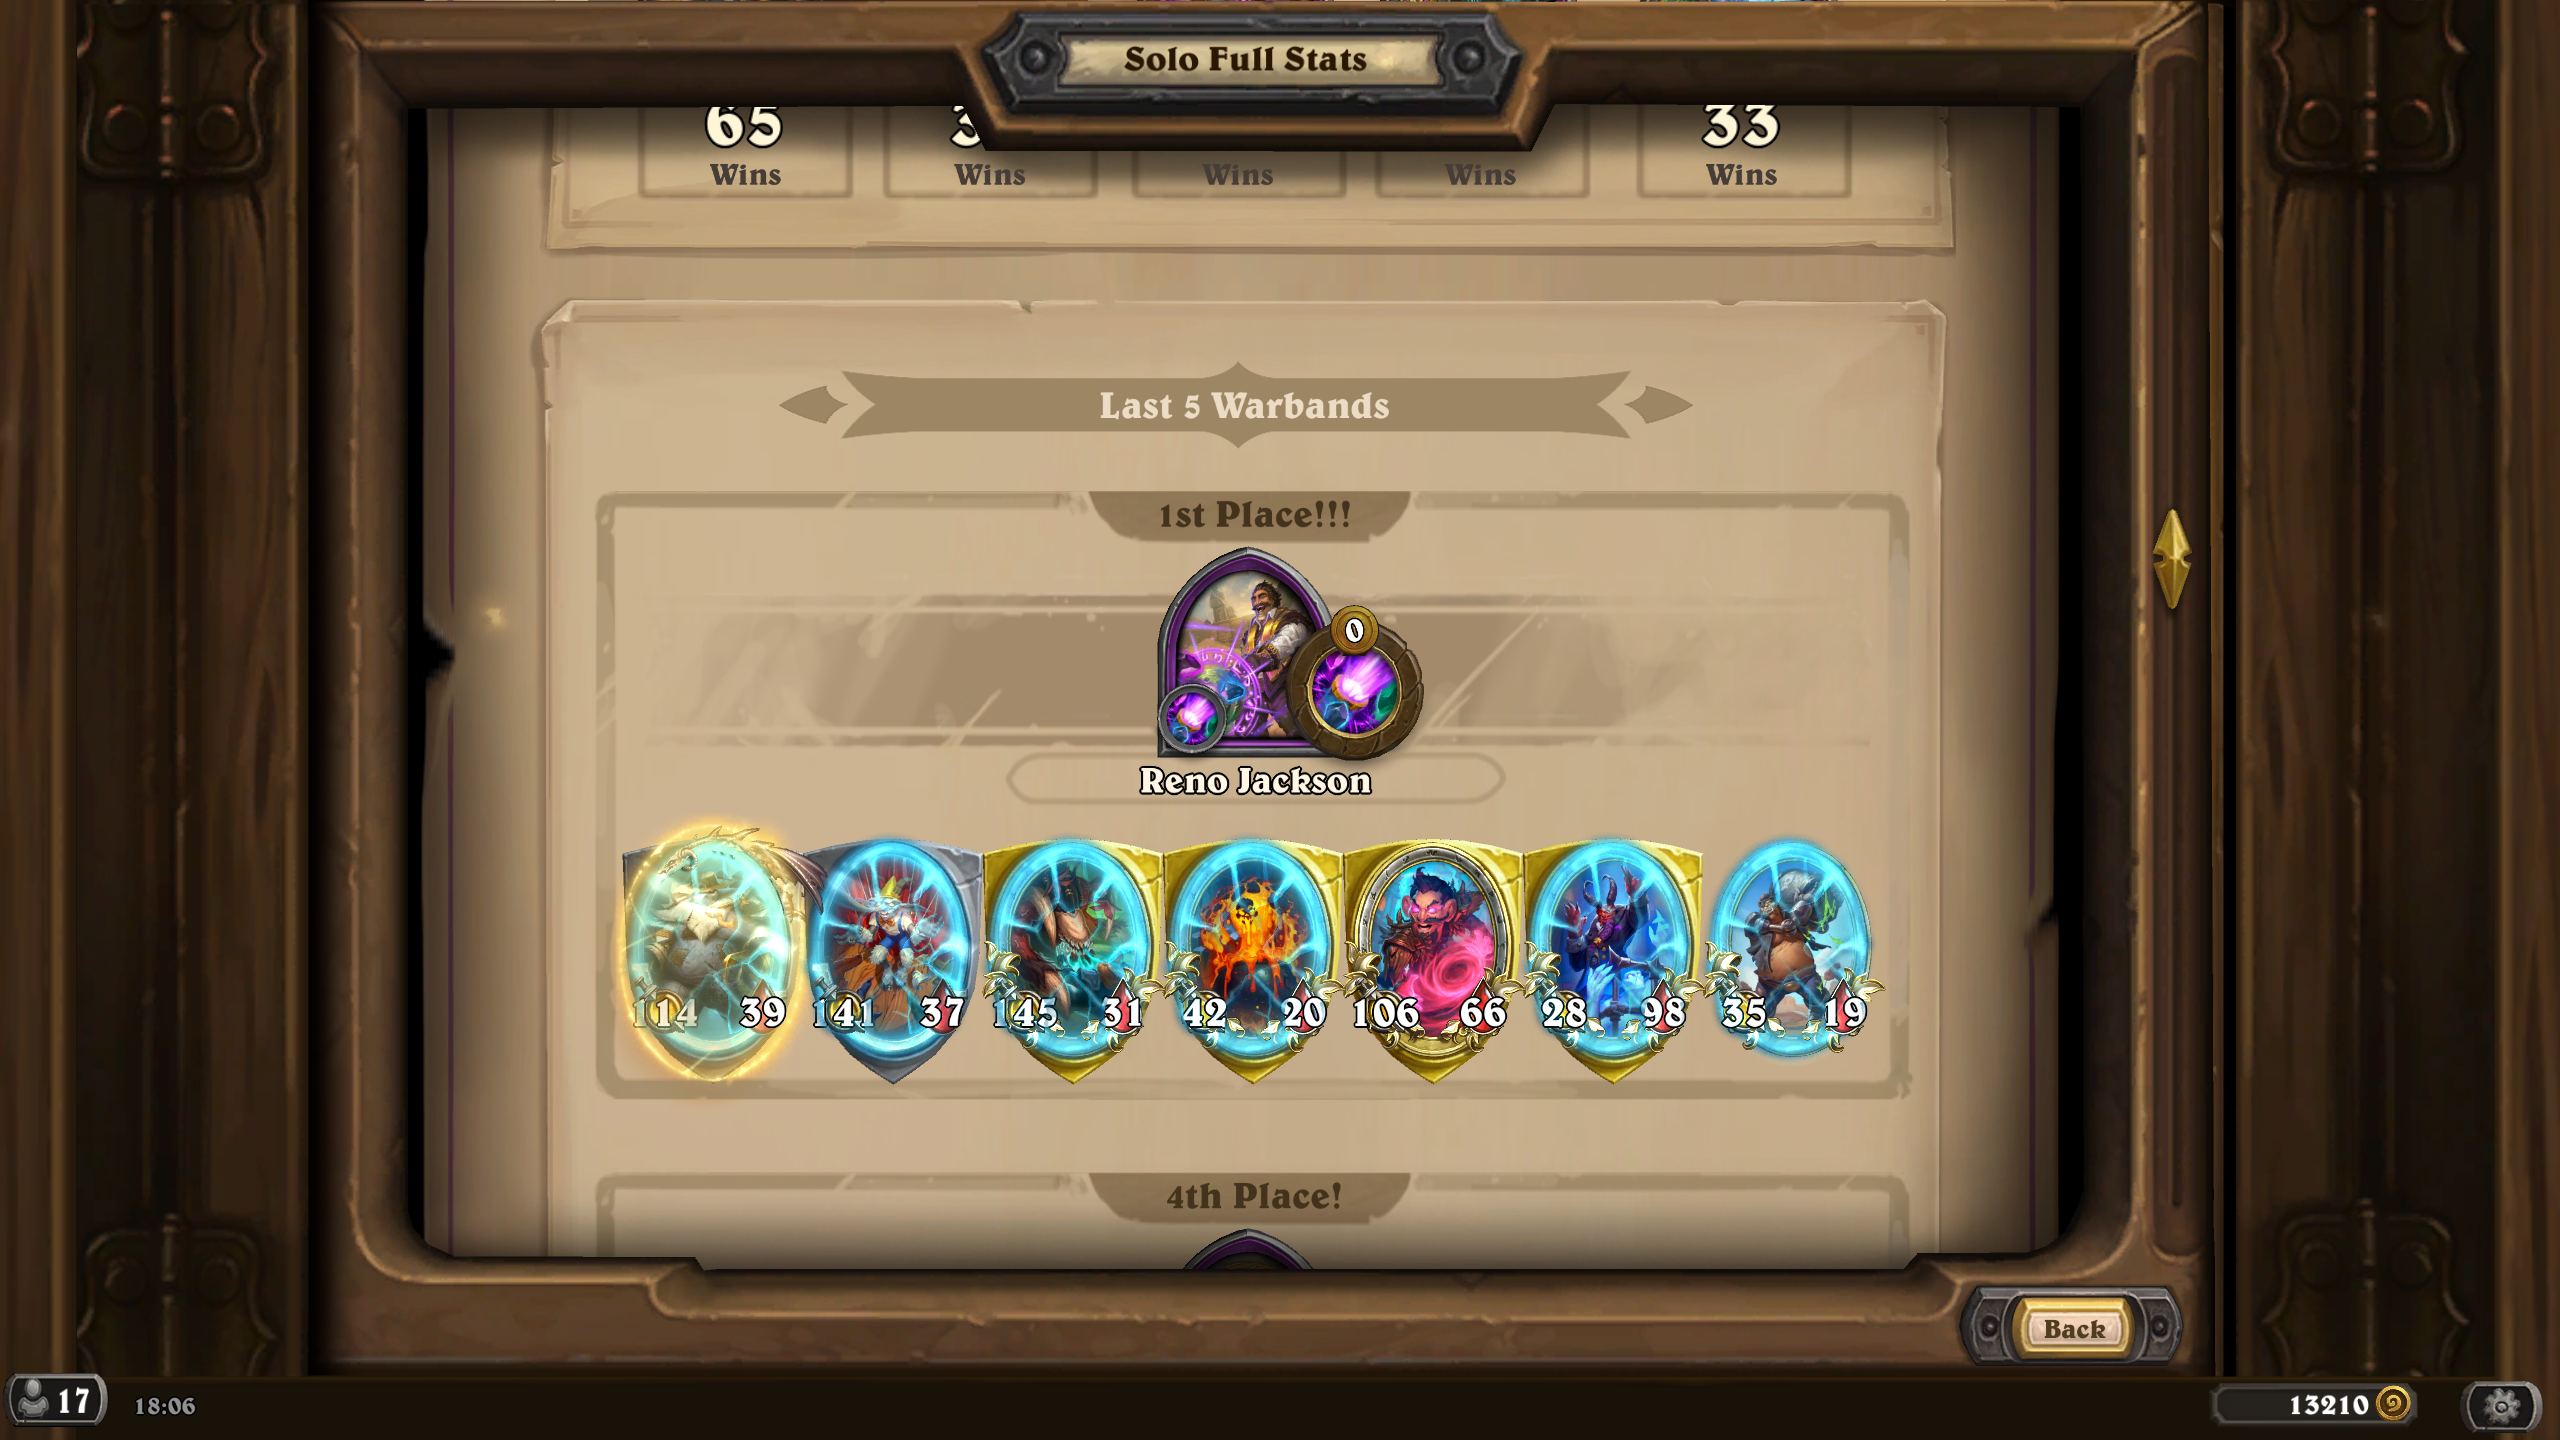 Solo Full Stats
65
33
Wins
Wins
Wins
Wins
Wins
Last 5 Warbands
1st Place!!!
0
Reno Jackson
114 39
141 37
145 31
42 20
106 66
28 98
35 19
4th Place!
Back
17
18:06
13210